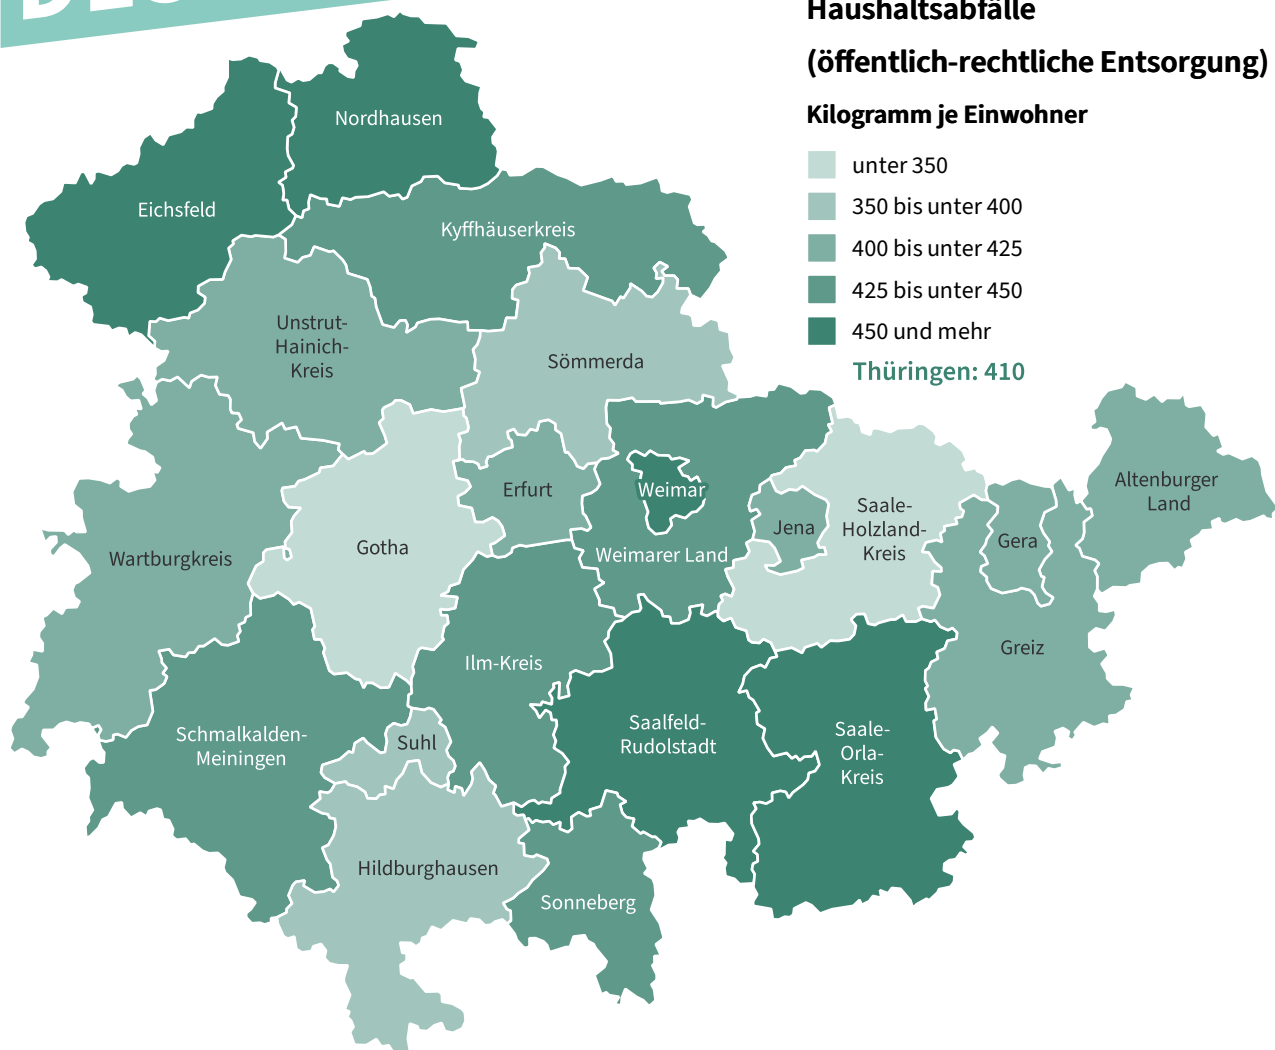 Haushaltsabfälle
(öffentlich-rechtliche Entsorgung)
Kilogramm je Einwohner
unter 350
350 bis unter 400
400 bis unter 425
425 bis unter 450
450 und mehr
Thüringen: 410
Nordhausen
Eichsfeld
Kyffhäuserkreis
Unstrut-
Hainich-
Kreis
Sömmerda
Altenburger
Land
Erfurt
Weimar
Saale-
Holzland-
Kreis
Jena
Gera
Gotha
Weimarer Land
Wartburgkreis
Greiz
Ilm-Kreis
Saalfeld-
Rudolstadt
Saale-
Orla-
Kreis
Schmalkalden-
Meiningen
Suhl
Hildburghausen
Sonneberg